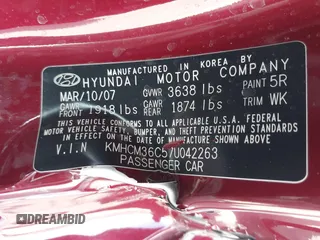 MANUFACTURED IN KOREA BY
HYUNDAI MOTOR COMPANY
MAR/10/07 GVWR 3638 lbs PAINT 5R
GAWR FRONT 1918 lbs GAWR REAR 1874 lbs TRIM WK
THIS VEHICLE CONFORMS TO ALL APPLICABLE
U.S. FEDERAL MOTOR VEHICLE
SAFETY, BUMPER, AND THEFT PREVENTION
STANDARDS IN EFFECT ON THE DATE OF
MANUFACTURE SHOWN ABOVE.
V.I.N KMHCM36C57U042263
PASSENGER CAR
DREAMBID